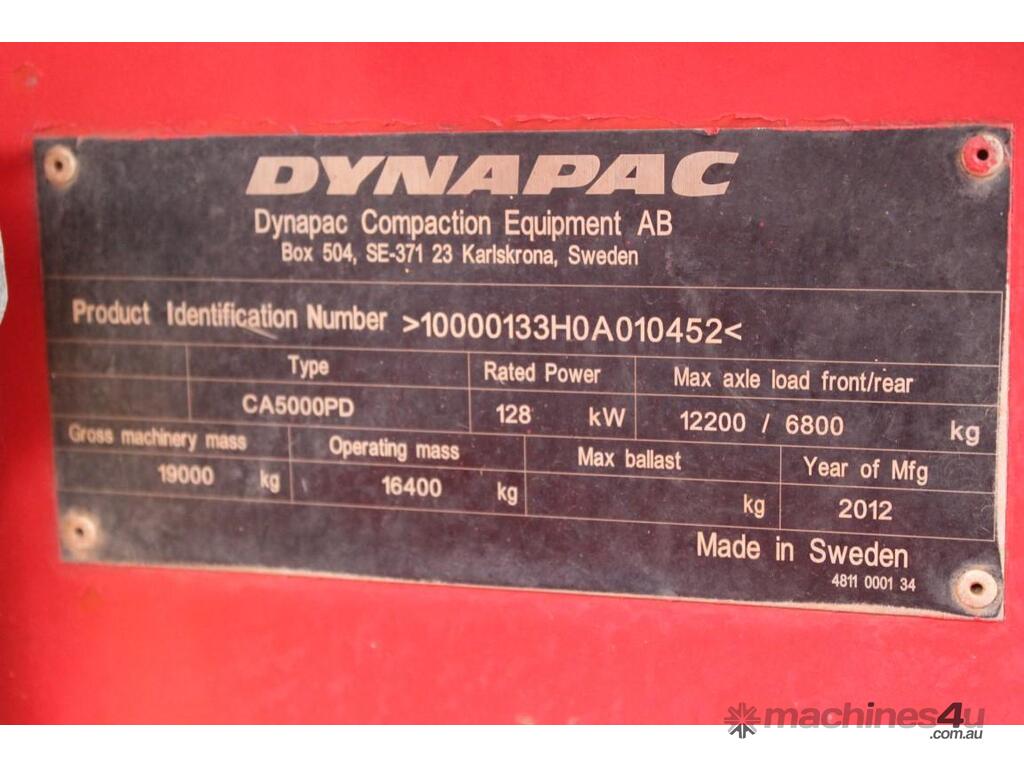 DYNAPAC
Dynapac Compaction Equipment AB
Box 504, SE-371 23 Karlskrona, Sweden
Product Identification Number >10000133H0A010452<
Type Rated Power Max axle load front/rear
CA5000PD 128 kW 12200 / 6800 kg
Gross machinery mass Operating mass Max ballast Year of Mfg
19000 kg 16400 kg kg 2012
Made in Sweden
4811 0001 34
machines4u
.com.au